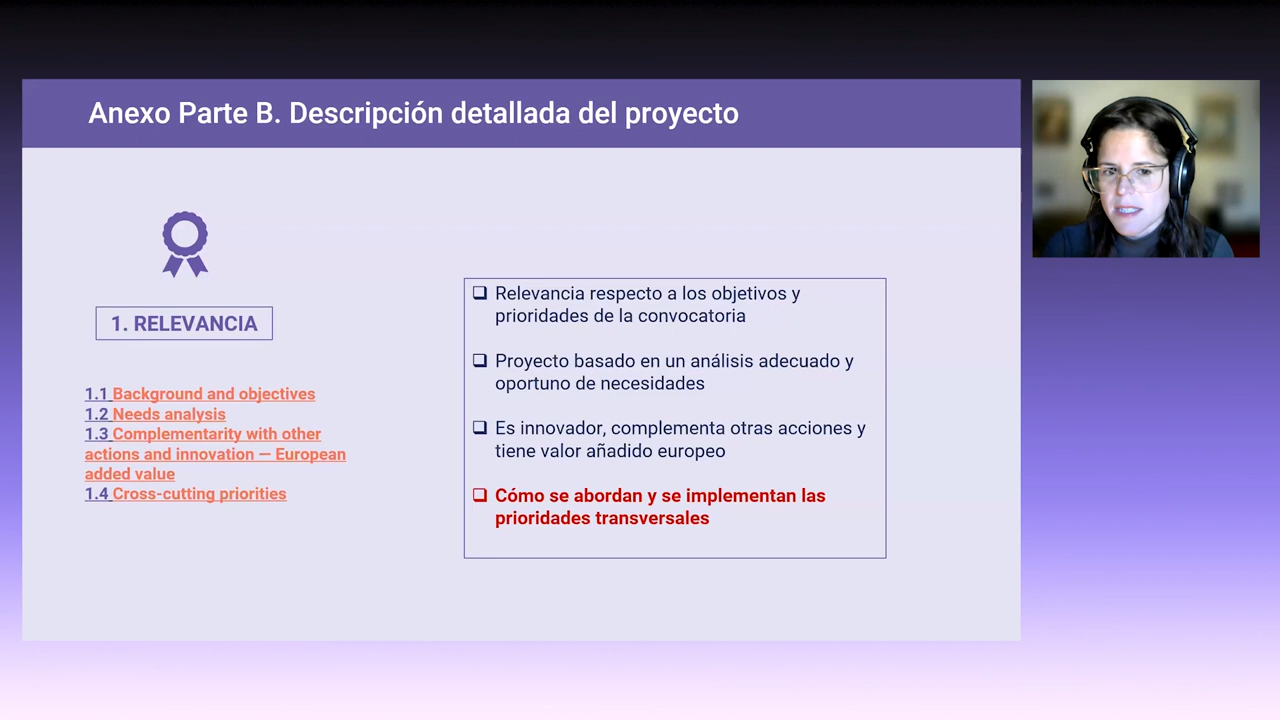 Anexo Parte B. Descripción detallada del proyecto
1. RELEVANCIA
1.1 Background and objectives
1.2 Needs analysis
1.3 Complementarity with other
actions and innovation — European
added value
1.4 Cross-cutting priorities
Relevancia respecto a los objetivos y
prioridades de la convocatoria
Proyecto basado en un análisis adecuado y
oportuno de necesidades
Es innovador, complementa otras acciones y
tiene valor añadido europeo
Cómo se abordan y se implementan las
prioridades transversales